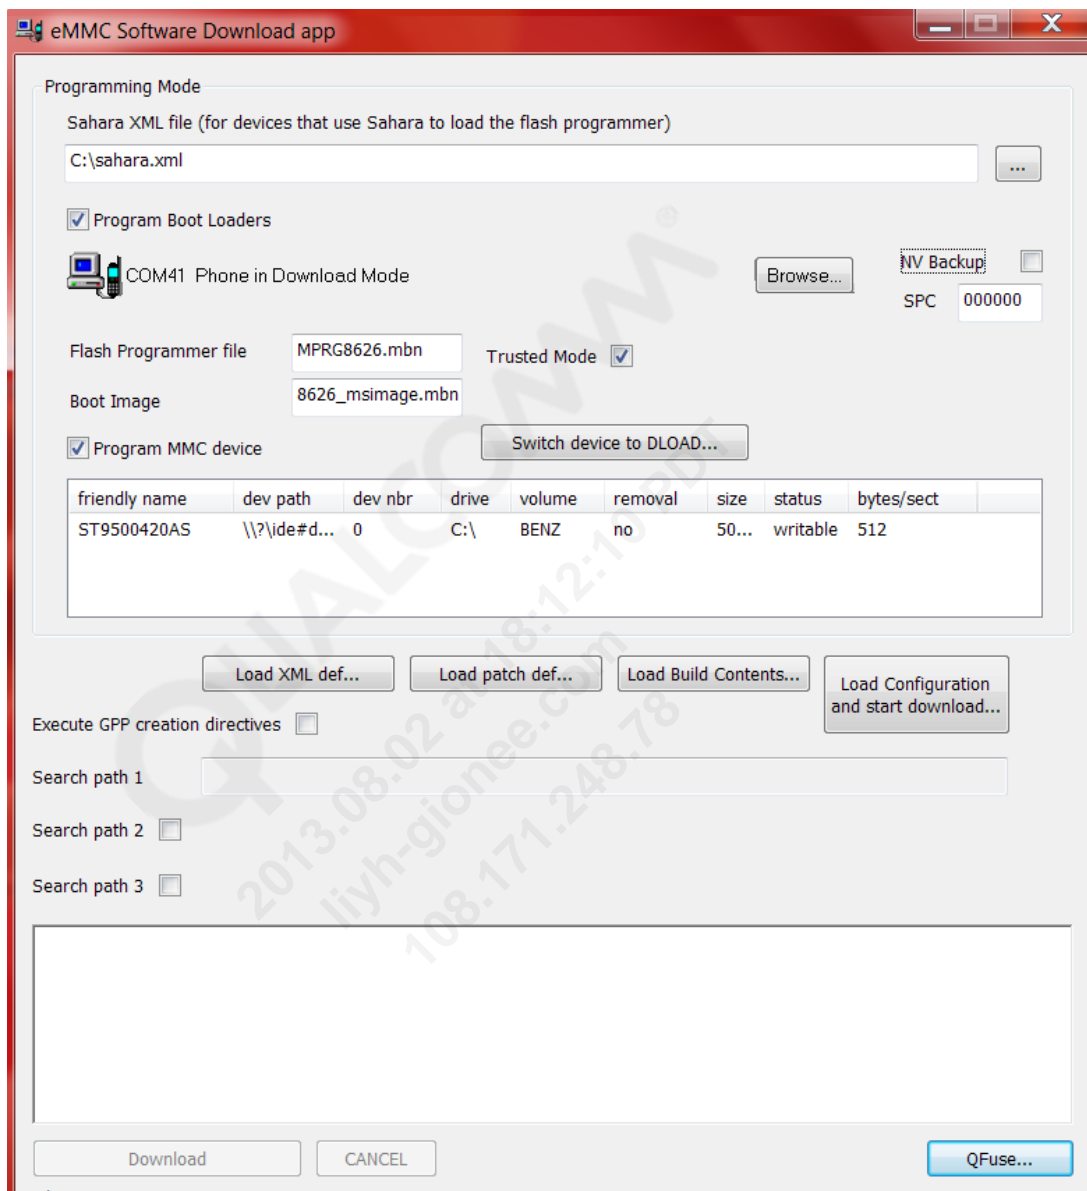 eMMC Software Download app
Programming Mode
Sahara XML file (for devices that use Sahara to load the flash programmer)
C:\sahara.xml
...
Program Boot Loaders
COM41 Phone in Download Mode
Browse...
NV Backup
SPC 000000
Flash Programmer file MPRG8626.mbn Trusted Mode
Boot Image 8626_msimage.mbn
Program MMC device Switch device to DLOAD...
friendly name dev path dev nbr drive volume removal size status bytes/sect
ST9500420AS \\?\ide#d... 0 C:\ BENZ no 50... writable 512
Load XML def... Load patch def... Load Build Contents... Load Configuration
and start download...
Execute GPP creation directives
Search path 1
Search path 2
Search path 3
Download CANCEL QFuse...
QUALCOMM®
2013.08.02 at 18:12:10 PDT
liyh-gionee.com
108.171.248.78